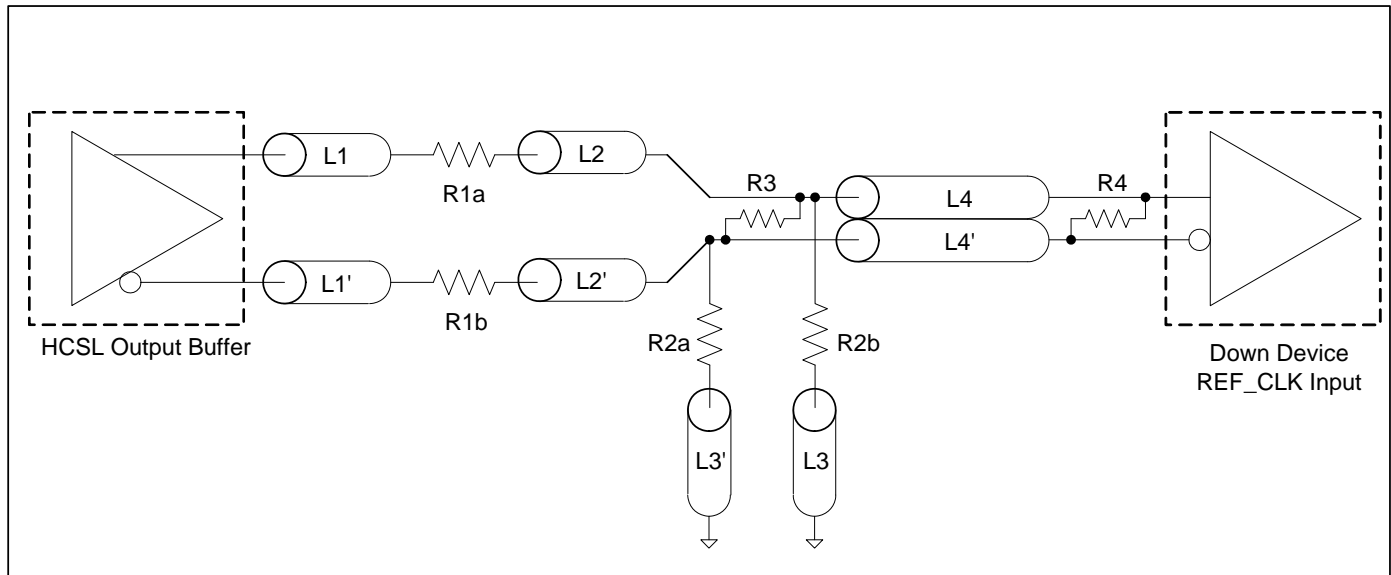 L1
R1a
L2
R3
L4
R4
L4'
L1'
R1b
L2'
HCSL Output Buffer
R2a
R2b
Down Device
REF_CLK Input
L3'
L3